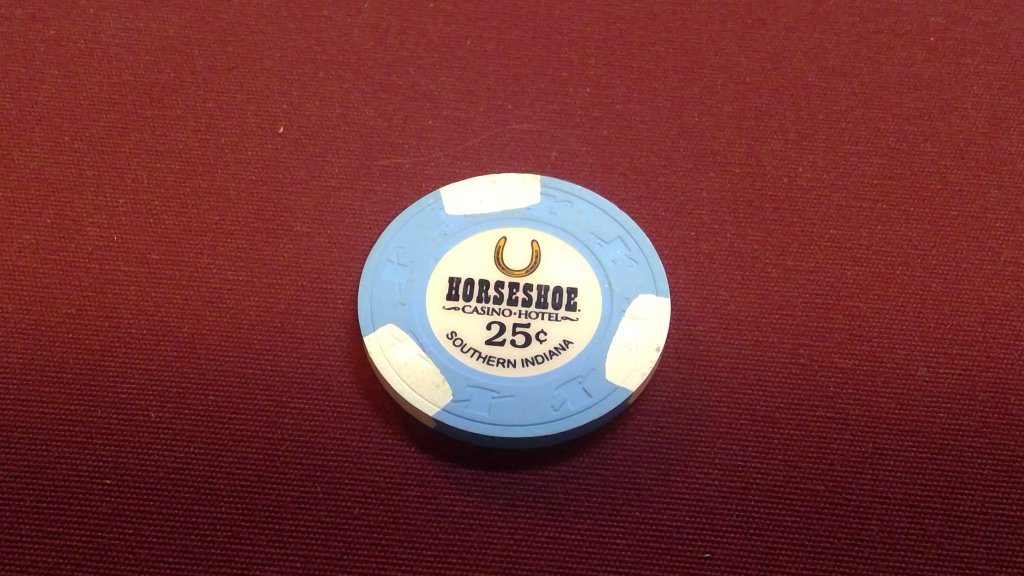 HORSESHOE.
CASINO·HOTEL
25¢
SOUTHERN INDIANA